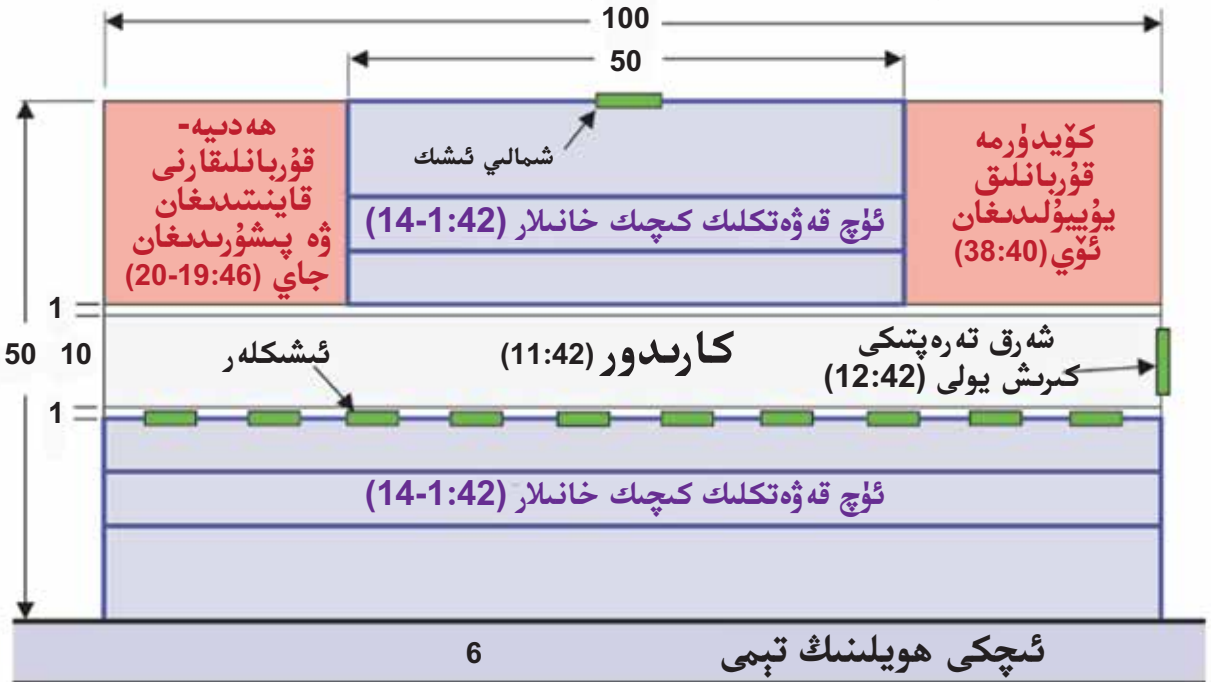 100
50
كۆيدۈرمە
قۇربانلىق
يۇيۇلىدىغان
ئۆي(38:40)
شىمالىي ئىشىك
ئۈچ قەۋەتلىك كىچىك خانىلار (14-1:42)
ھەدىيە-
قۇربانلىقارنى
قاينىتىدىغان
ۋە پىشۇرىدىغان
جاي (20-19:46)
1
شەرق تەرەپتىكى
كىرىش يولى (12:42)
كارىدور (11:42)
ئىشىكلەر
10
50
1
ئۈچ قەۋەتلىك كىچىك خانىلار (14-1:42)
ئىچكى ھويلىنىڭ تېمى
6